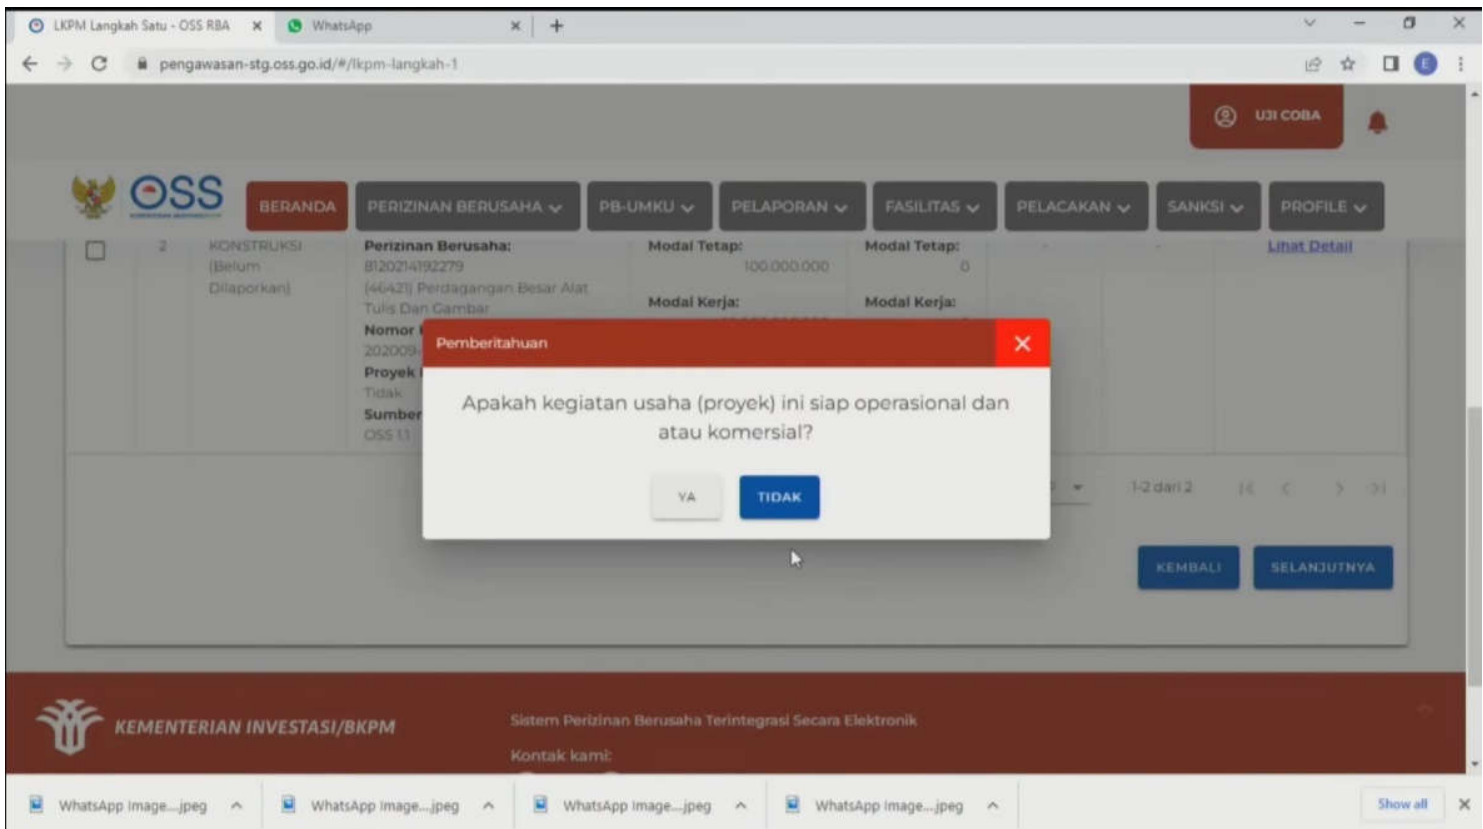 LKPM Langkah Satu - OSS RBA
WhatsApp
pengawasan-stg.oss.go.id/#/lkpm-langkah-1
E
UJI COBA
OSS
BERANDA
PERIZINAN BERUSAHA
PB-UMKU
PELAPORAN
FASILITAS
PELACAKAN
SANKSI
PROFILE
2
KONSTRUKSI
(Belum
Dilaporkan)
Perizinan Berusaha:
8120214192279
(46421) Perdagangan Besar Alat
Tulis Dan Gambar
Nomor
202009
Proyek
Tidak
Sumber
OSS 1.1
Modal Tetap:
100.000.000
Modal Kerja:
Modal Tetap:
0
Modal Kerja:
-
-
Lihat Detail
Pemberitahuan
Apakah kegiatan usaha (proyek) ini siap operasional dan
atau komersial?
YA
TIDAK
1-2 dari 2
KEMBALI
SELANJUTNYA
KEMENTERIAN INVESTASI/BKPM
Sistem Perizinan Berusaha Terintegrasi Secara Elektronik
Kontak kami:
WhatsApp Image....jpeg
WhatsApp Image....jpeg
WhatsApp Image....jpeg
WhatsApp Image....jpeg
Show all